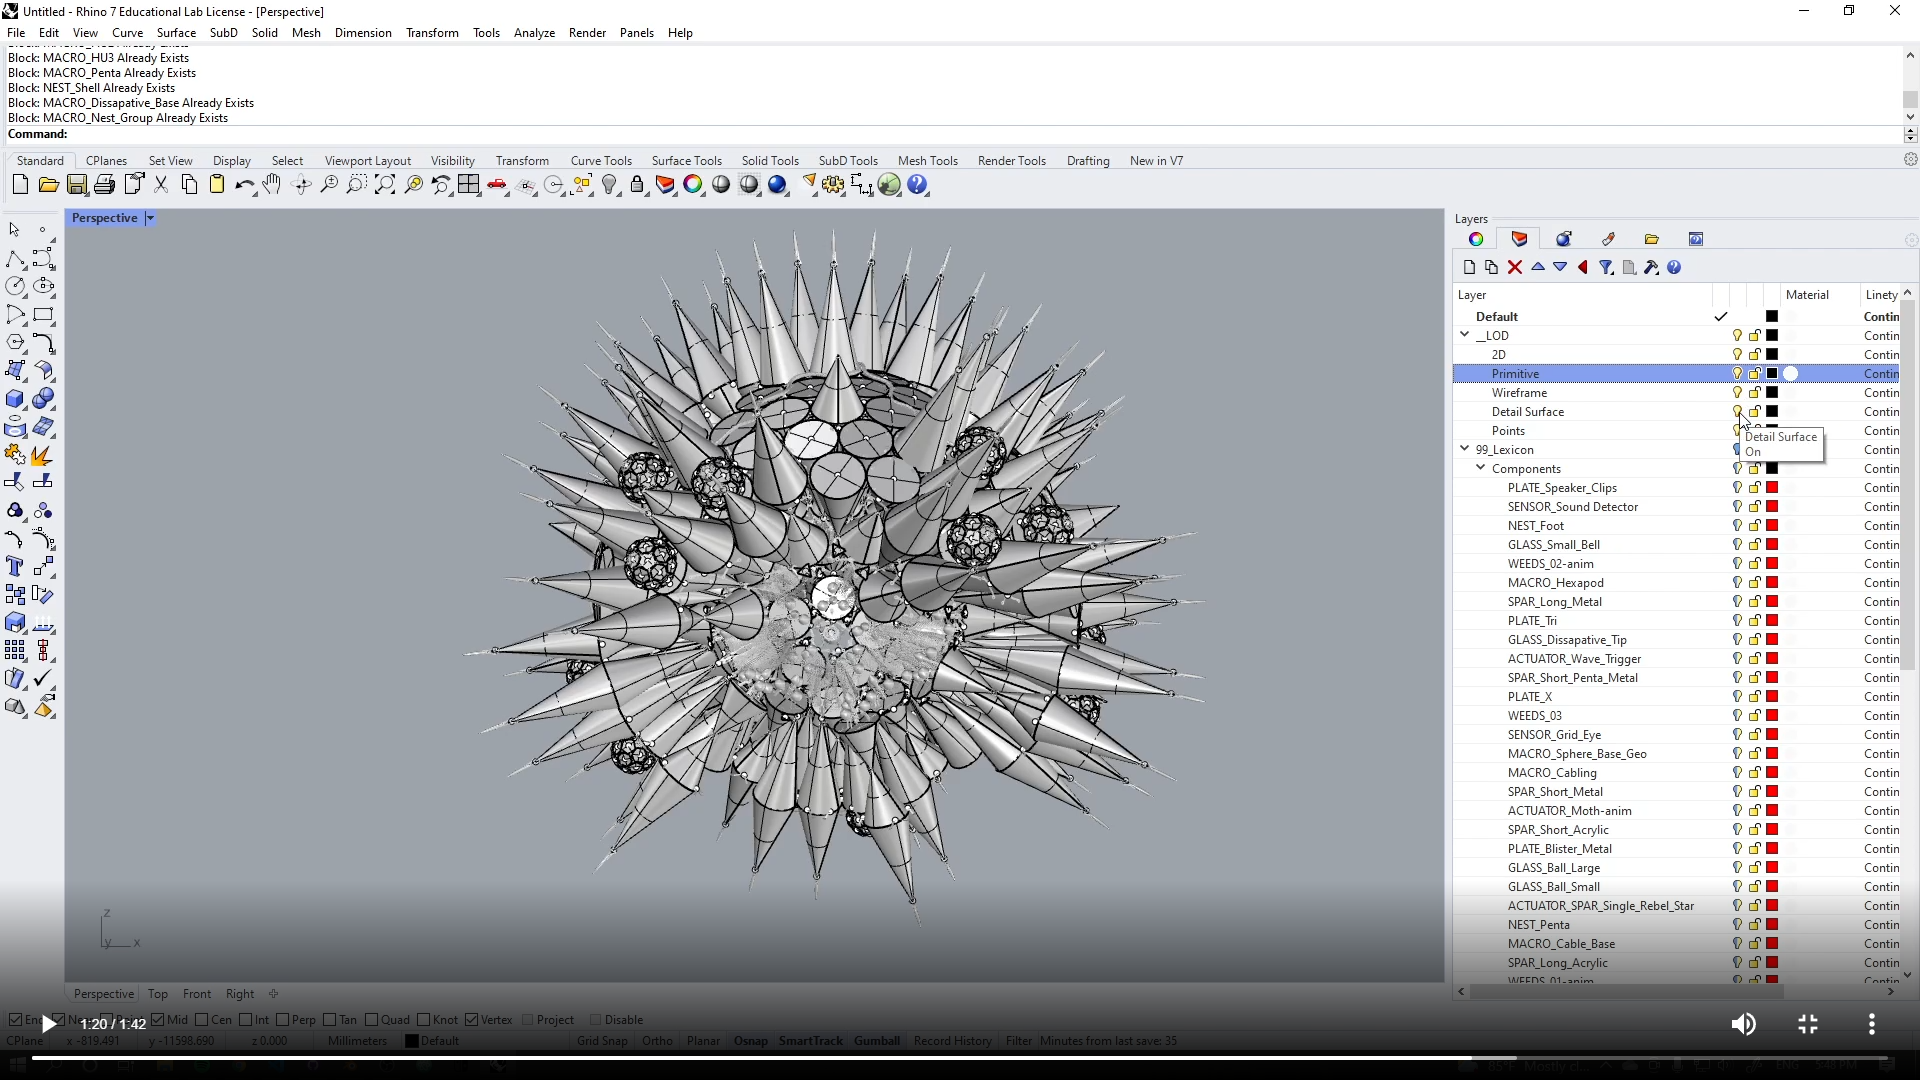 Untitled - Rhino 7 Educational Lab License - [Perspective]
File Edit View Curve Surface SubD Solid Mesh Dimension Transform Tools Analyze Render Panels Help
Block: MACRO_HU3 Already Exists
Block: MACRO_Penta Already Exists
Block: NEST_Shell Already Exists
Block: MACRO_Dissapative_Base Already Exists
Block: MACRO_Nest_Group Already Exists
Command:
Standard CPlanes Set View Display Select Viewport Layout Visibility Transform Curve Tools Surface Tools Solid Tools SubD Tools Mesh Tools Render Tools Drafting New in V7
Perspective
Layers
Layer Material Linety
Default Contin
__LOD Contin
2D Contin
Primitive Contin
Wireframe Contin
Detail Surface Contin
Points Contin
Detail Surface
On
99_Lexicon Contin
Components Contin
PLATE_Speaker_Clips Contin
SENSOR_Sound Detector Contin
NEST_Foot Contin
GLASS_Small_Bell Contin
WEEDS_02-anim Contin
MACRO_Hexapod Contin
SPAR_Long_Metal Contin
PLATE_Tri Contin
GLASS_Dissapative_Tip Contin
ACTUATOR_Wave_Trigger Contin
SPAR_Short_Penta_Metal Contin
PLATE_X Contin
WEEDS_03 Contin
SENSOR_Grid_Eye Contin
MACRO_Sphere_Base_Geo Contin
MACRO_Cabling Contin
SPAR_Short_Metal Contin
ACTUATOR_Moth-anim Contin
SPAR_Short_Acrylic Contin
PLATE_Blister_Metal Contin
GLASS_Ball_Large Contin
GLASS_Ball_Small Contin
ACTUATOR_SPAR_Single_Rebel_Star Contin
NEST_Penta Contin
MACRO_Cable_Base Contin
SPAR_Long_Acrylic Contin
WEEDS_01-anim Contin
z
y x
Perspective Top Front Right
End Near Point Mid Cen Int Perp Tan Quad Knot Vertex Project Disable
1:20 / 1:42
CPlane x -819.491 y -11598.690 z 0.000 Millimeters Default Grid Snap Ortho Planar Osnap SmartTrack Gumball Record History Filter Minutes from last save: 35
85°F Mostly cl... ENG 5:48 PM